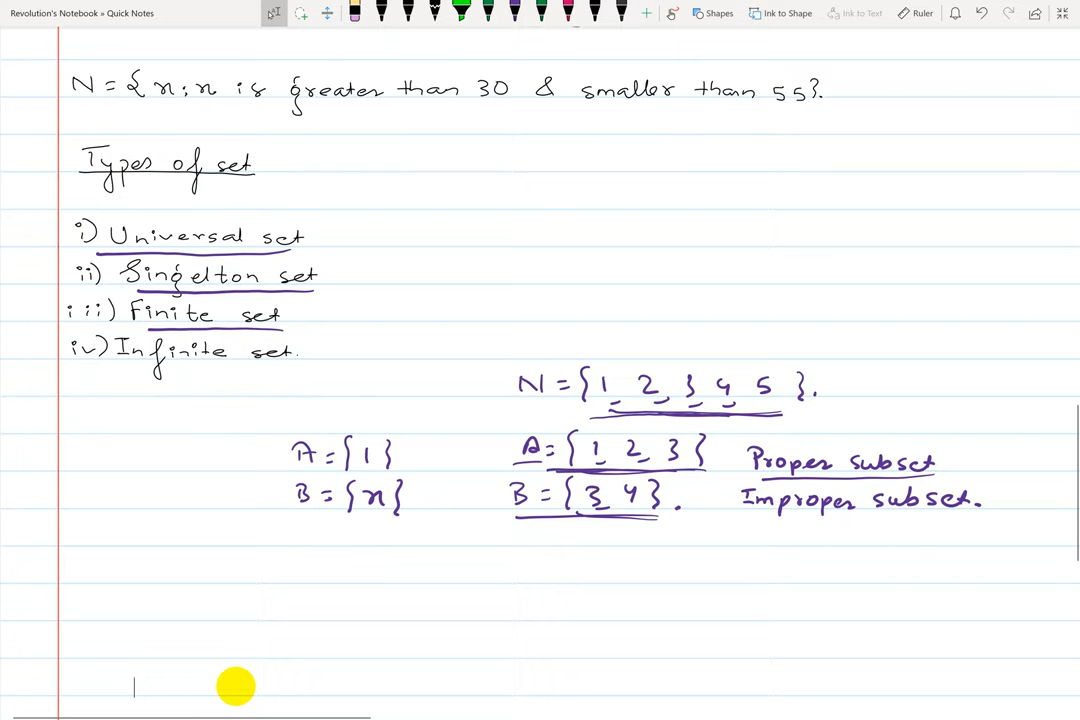 Revolution's Notebook » Quick Notes
Shapes Ink to Shape Ink to Text Ruler
N = { n ; n is greater than 30 & smaller than 55}.
Types of set
i) Universal set
ii) Singelton set
iii) Finite set
iv) Infinite set.
N = { 1 2 3 4 5 }.
A = { 1 } A = { 1 2 3 } Proper subset
B = { n } B = { 3 4 }. Improper subset.